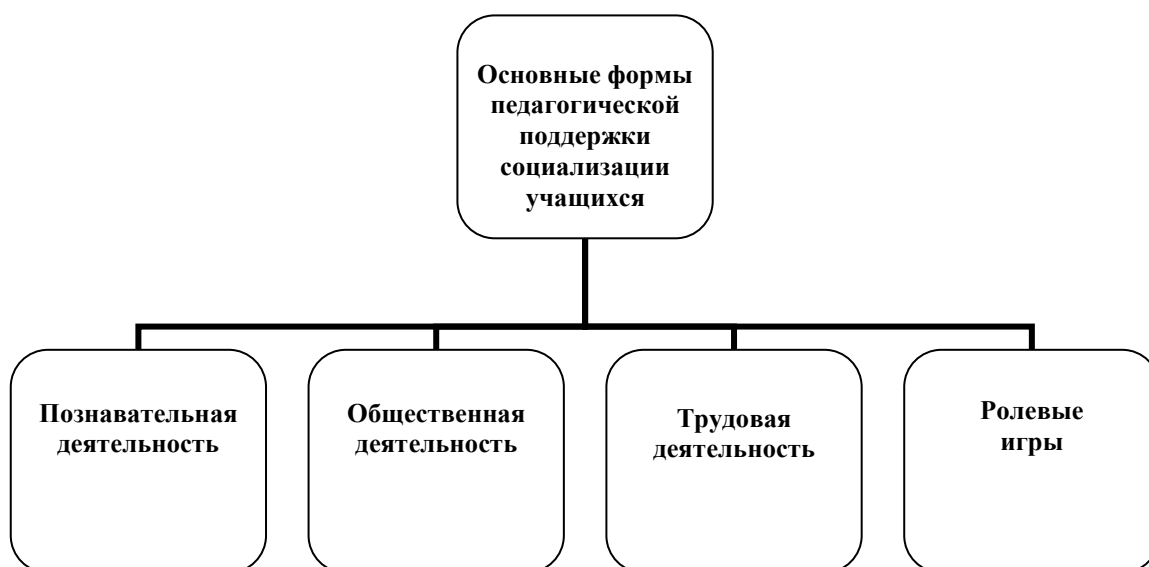 Основные формы
педагогической
поддержки
социализации
учащихся
Познавательная
деятельность
Общественная
деятельность
Трудовая
деятельность
Ролевые
игры